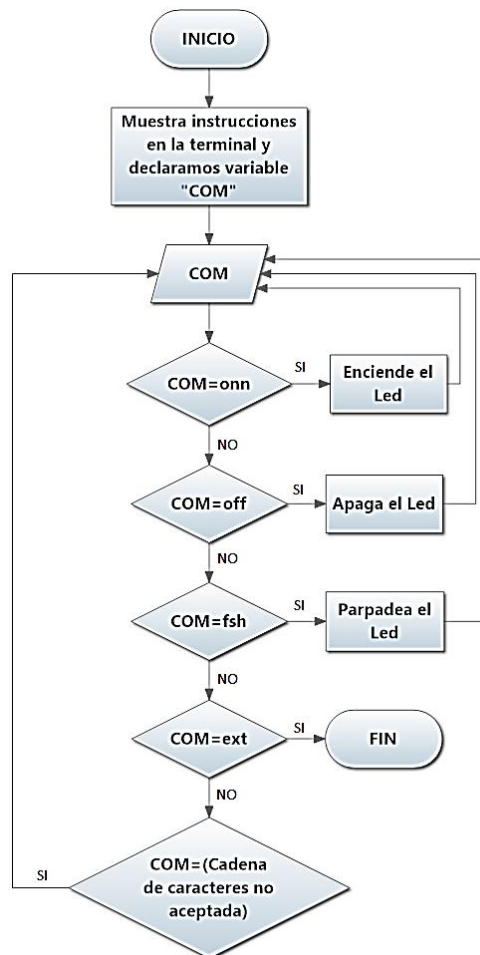 INICIO
Muestra instrucciones
en la terminal y
declaramos variable
"COM"
COM
COM=onn
SI
Enciende el
Led
NO
COM=off
SI
Apaga el Led
NO
COM=fsh
SI
Parpadea el
Led
NO
COM=ext
SI
FIN
NO
COM=(Cadena
de caracteres no
aceptada)
SI